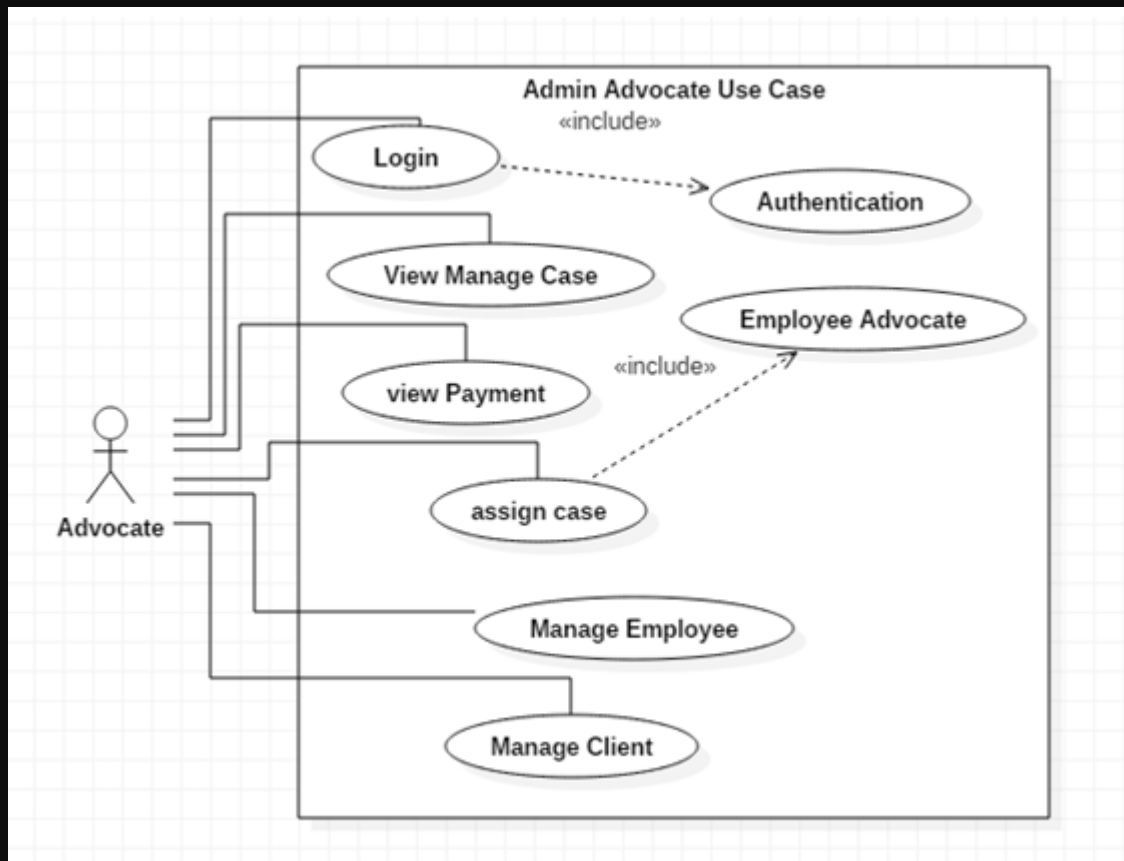 Admin Advocate Use Case
«include»
Login
Authentication
View Manage Case
Employee Advocate
«include»
view Payment
assign case
Advocate
Manage Employee
Manage Client